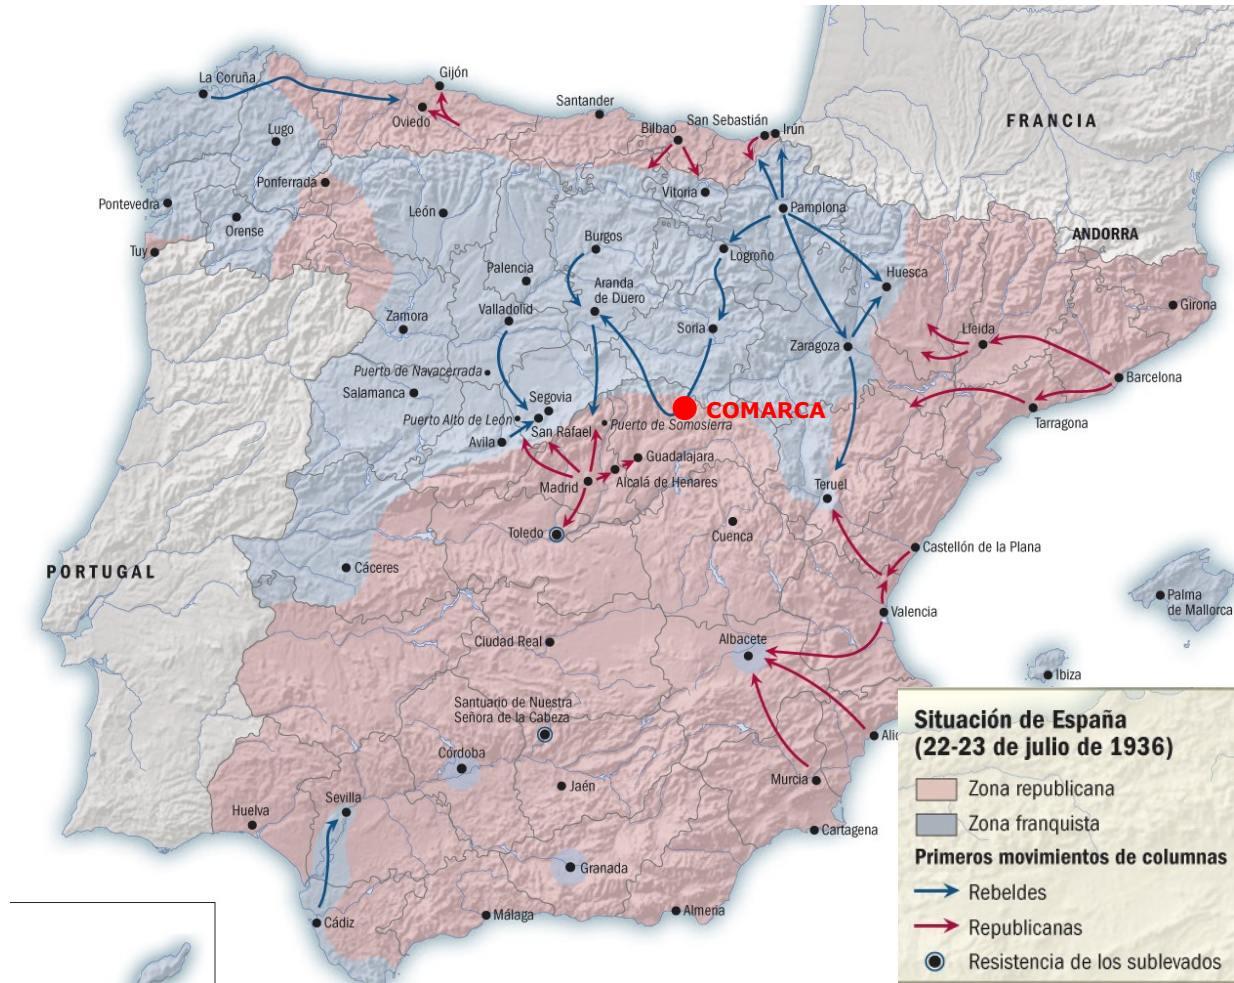 La Coruña
Gijón
Oviedo
Santander
Bilbao
San Sebastián
Irún
FRANCIA
Lugo
Ponferrada
Vitoria
Pontevedra
Orense
León
Pamplona
Tuy
Burgos
Logroño
ANDORRA
Palencia
Aranda
de Duero
Huesca
Valladolid
Girona
Zamora
Soria
Zaragoza
Lleida
Puerto de Navacerrada
Barcelona
Salamanca
Segovia
COMARCA
Puerto Alto de León
San Rafael
Puerto de Somosierra
Tarragona
Avila
Guadalajara
Madrid
Alcalá de Henares
Teruel
Toledo
Cuenca
Castellón de la Plana
PORTUGAL
Cáceres
Palma
de Mallorca
Valencia
Ciudad Real
Albacete
Ibiza
Santuario de Nuestra
Señora de la Cabeza
Alic
Córdoba
Murcia
Jaén
Sevilla
Huelva
Cartagena
Granada
Cádiz
Málaga
Almeria
Situación de España
(22-23 de julio de 1936)
Zona republicana
Zona franquista
Primeros movimientos de columnas
Rebeldes
Republicanas
Resistencia de los sublevados